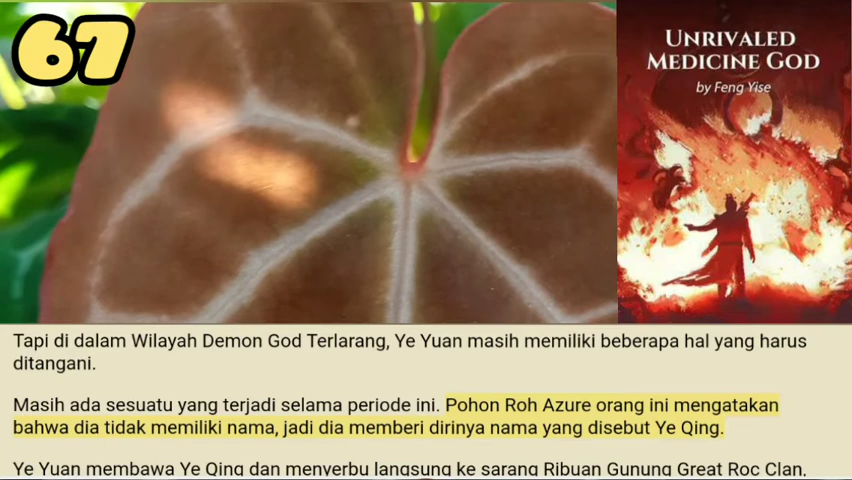 67
UNRIVALED
MEDICINE GOD
by Feng Yise
Tapi di dalam Wilayah Demon God Terlarang, Ye Yuan masih memiliki beberapa hal yang harus
ditangani.
Masih ada sesuatu yang terjadi selama periode ini. Pohon Roh Azure orang ini mengatakan
bahwa dia tidak memiliki nama, jadi dia memberi dirinya nama yang disebut Ye Qing.
Ye Yuan membawa Ye Qing dan menyerbu langsung ke sarang Ribuan Gunung Great Roc Clan,